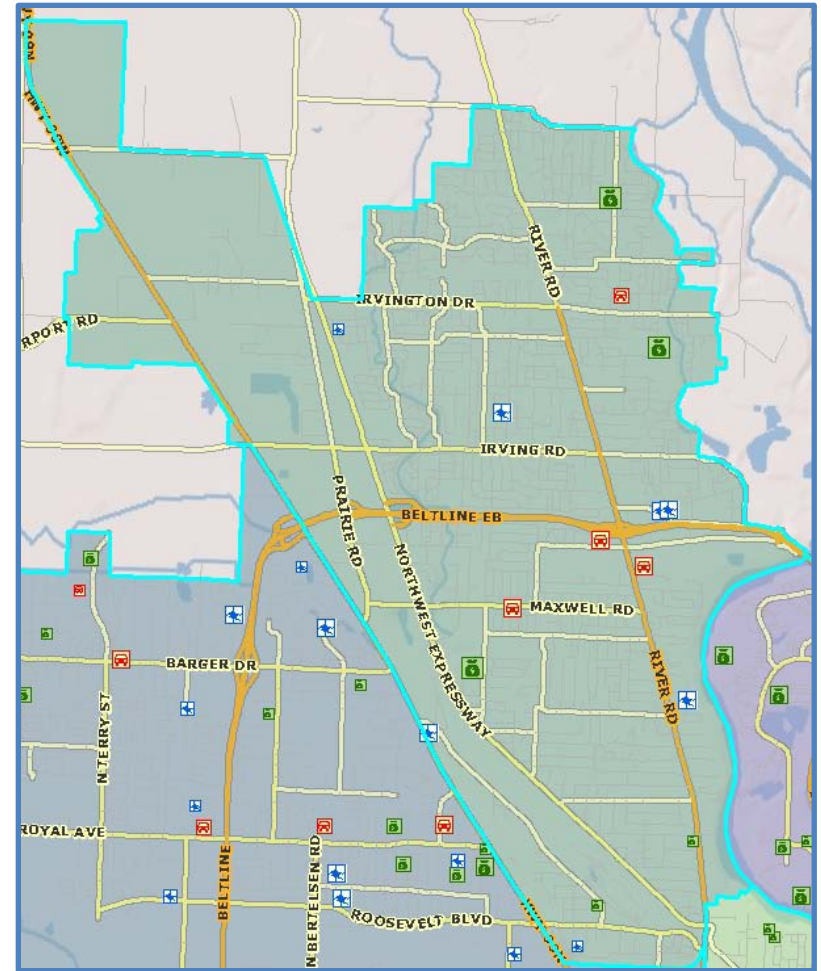 RIVER RD
IRVINGTON DR
RPORT RD
IRVING RD
PRAIRIE RD
BELTLINE EB
NORTHWEST EXPRESSWAY
MAXWELL RD
BARGER DR
RIVER RD
N TERRY ST
ROYAL AVE
BELTLINE
N BERTELSEN RD
ROOSEVELT BLVD